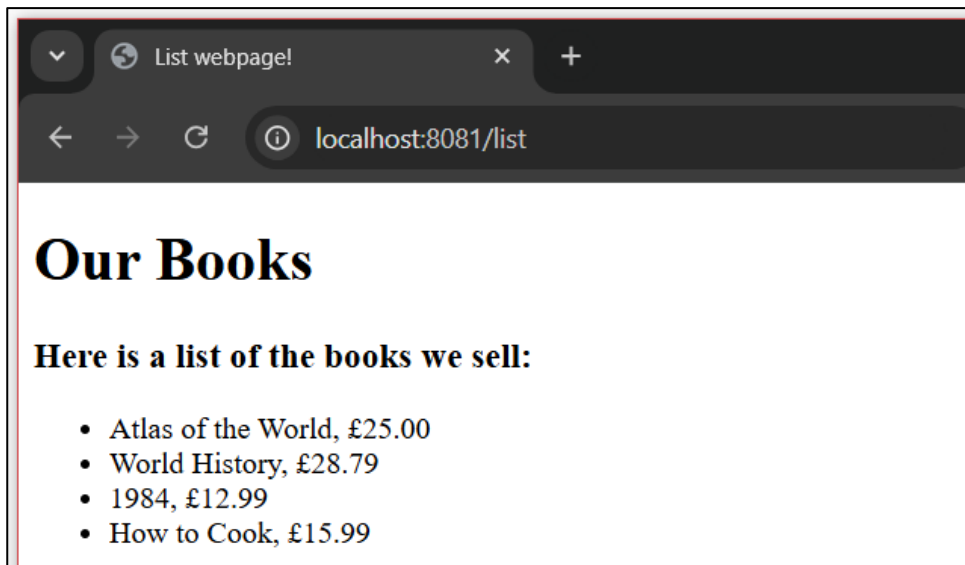 List webpage!
localhost:8081/list
Our Books
Here is a list of the books we sell:
Atlas of the World, £25.00
World History, £28.79
1984, £12.99
How to Cook, £15.99